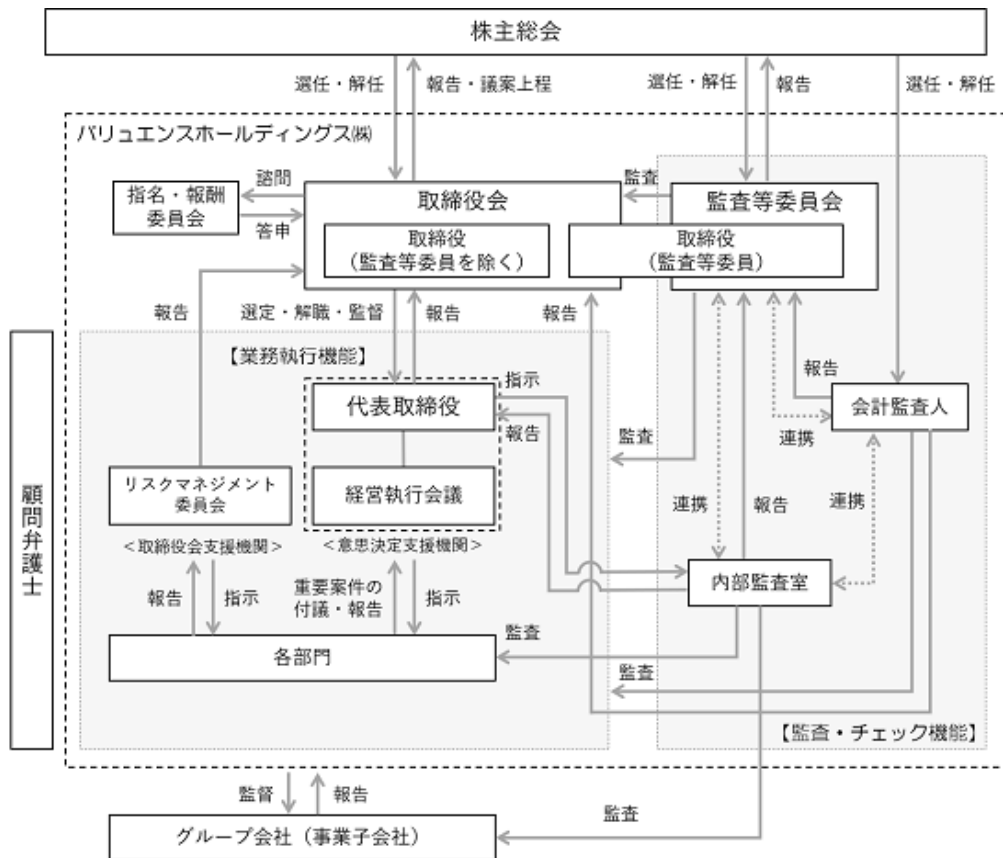 株主総会
選任・解任
報告・議案上程
選任・解任
報告
選任・解任
バリュエンスホールディングス㈱
指名・報酬
委員会
諮問
答申
取締役会
取締役
（監査等委員を除く）
監査
監査等委員会
取締役
（監査等委員）
報告
選定・解職・監督
報告
報告
【業務執行機能】
代表取締役
指示
報告
経営執行会議
＜意思決定支援機関＞
リスクマネジメント
委員会
＜取締役会支援機関＞
報告
指示
重要案件の
付議・報告
指示
各部門
監査
監査
監査
報告
会計監査人
連携
連携
報告
連携
内部監査室
【監査・チェック機能】
顧問弁護士
監督
報告
監査
グループ会社（事業子会社）